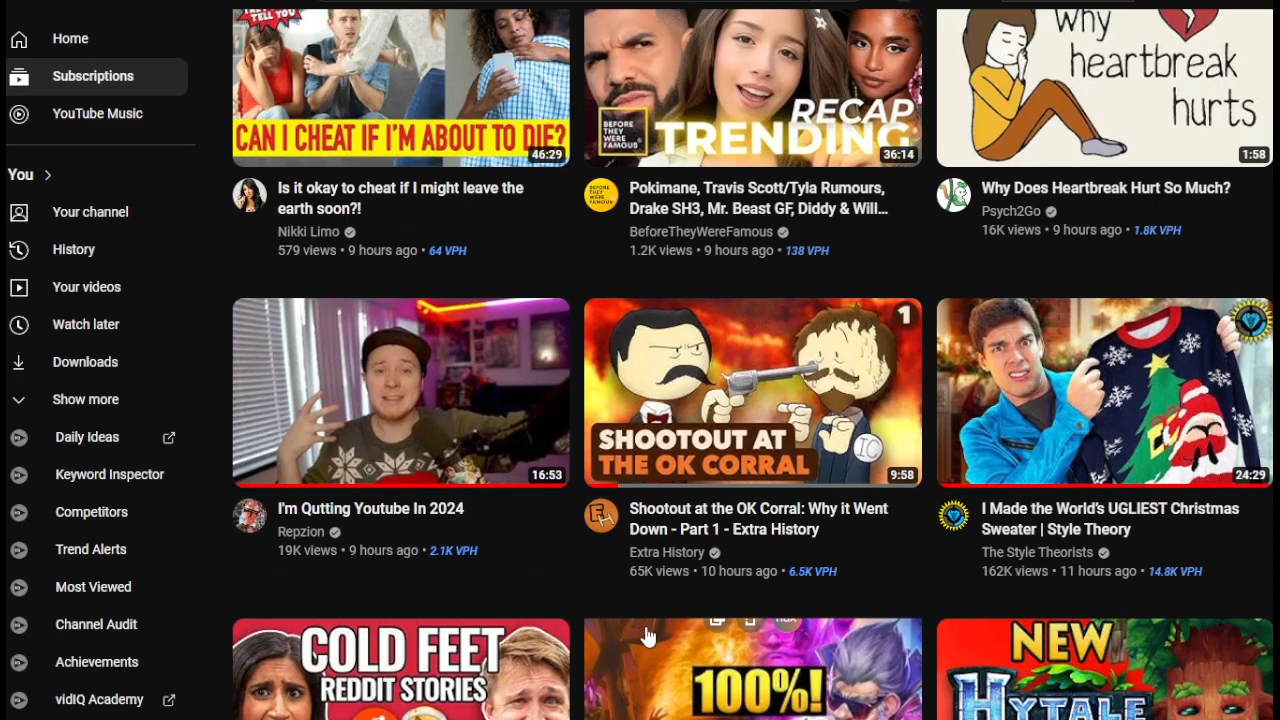 Home
Subscriptions
YouTube Music
You
Your channel
History
Your videos
Watch later
Downloads
Show more
Daily Ideas
Keyword Inspector
Competitors
Trend Alerts
Most Viewed
Channel Audit
Achievements
vidIQ Academy
TELL YOU
CAN I CHEAT IF I'M ABOUT TO DIE?
46:29
Is it okay to cheat if I might leave the
earth soon?!
Nikki Limo
579 views • 9 hours ago • 64 VPH
BEFORE
THEY
WERE
FAMOUS
RECAP
TRENDING
36:14
BEFORE
THEY
WERE
FAMOUS
Pokimane, Travis Scott/Tyla Rumours,
Drake SH3, Mr. Beast GF, Diddy & Will...
BeforeTheyWereFamous
1.2K views • 9 hours ago • 138 VPH
why
heartbreak
hurts
1:58
Why Does Heartbreak Hurt So Much?
Psych2Go
16K views • 9 hours ago • 1.8K VPH
16:53
I'm Qutting Youtube In 2024
Repzion
19K views • 9 hours ago • 2.1K VPH
1
SHOOTOUT AT
THE OK CORRAL
IC
9:58
EH
Shootout at the OK Corral: Why it Went
Down - Part 1 - Extra History
Extra History
65K views • 10 hours ago • 6.5K VPH
24:29
I Made the World's UGLIEST Christmas
Sweater | Style Theory
The Style Theorists
162K views • 11 hours ago • 14.8K VPH
COLD FEET
REDDIT STORIES
100%!
NEW
HYTALE